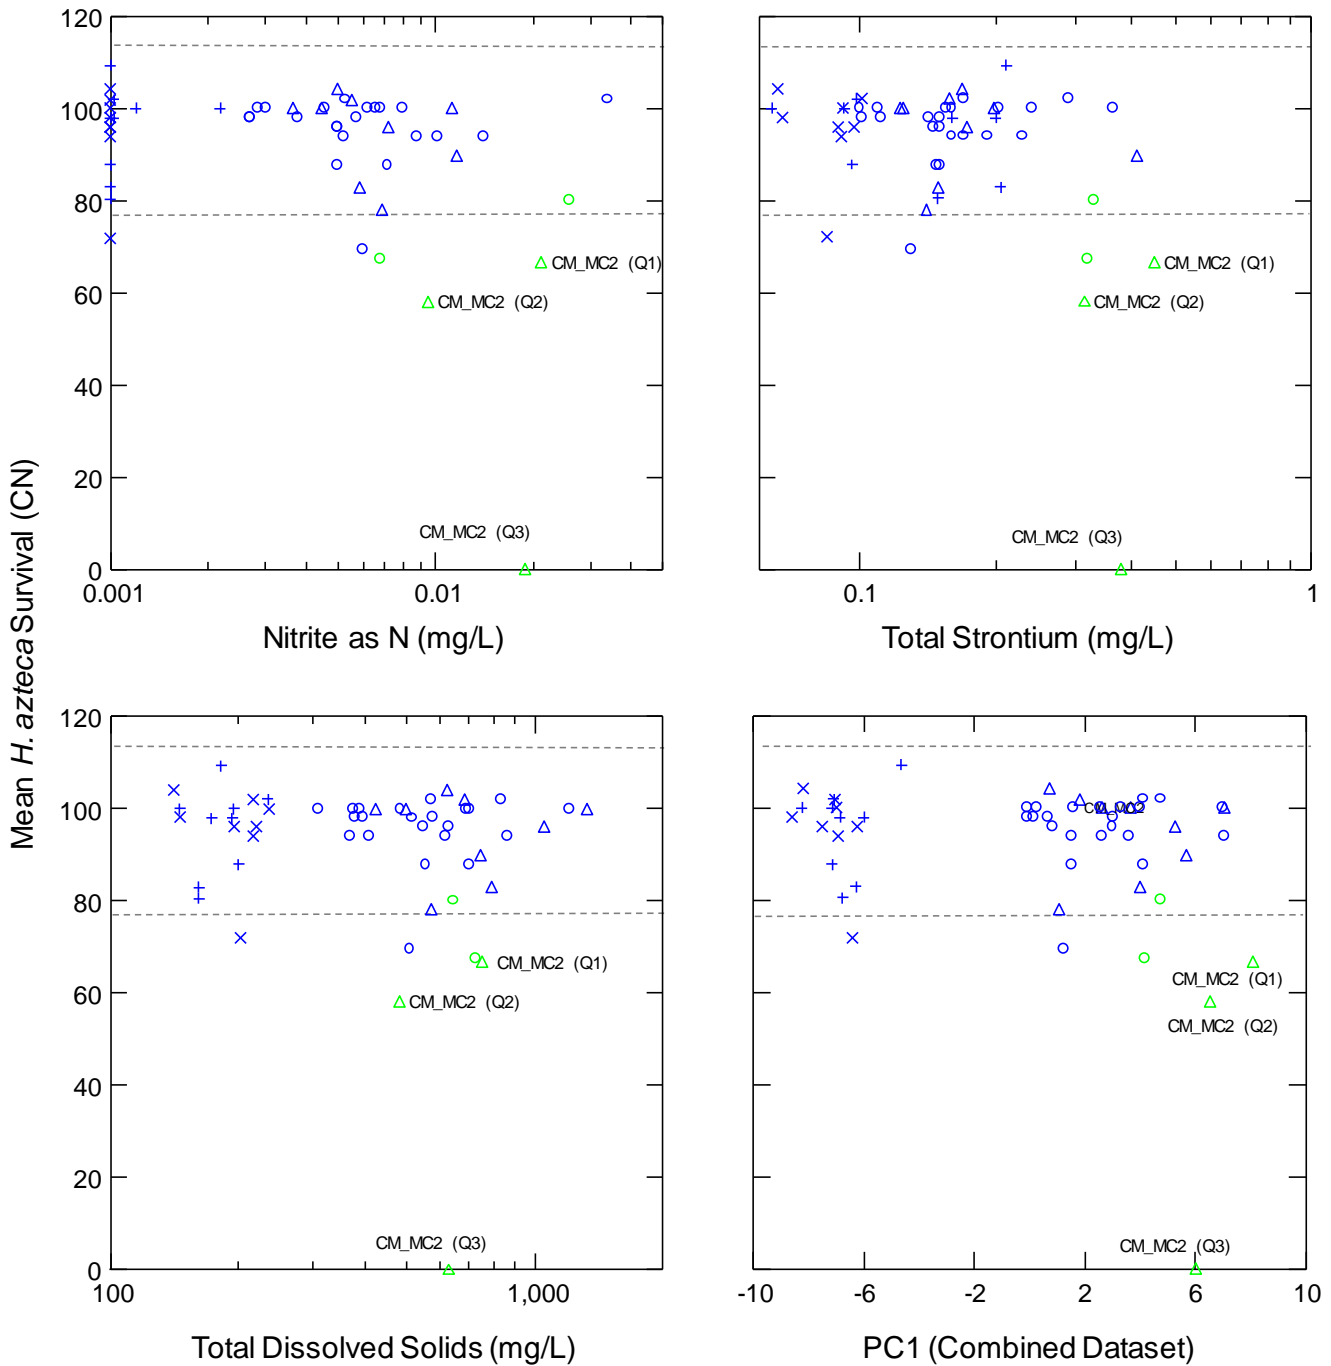 120
100
80
60
40
20
0
0.001
0.01
Nitrite as N (mg/L)
CM_MC2 (Q1)
CM_MC2 (Q2)
CM_MC2 (Q3)
0.1
1
Total Strontium (mg/L)
CM_MC2 (Q1)
CM_MC2 (Q2)
CM_MC2 (Q3)
Mean H. azteca Survival (CN)
120
100
80
60
40
20
0
100
1,000
Total Dissolved Solids (mg/L)
CM_MC2 (Q1)
CM_MC2 (Q2)
CM_MC2 (Q3)
-10
-6
-2
2
6
10
PC1 (Combined Dataset)
CM_MC2 (Q1)
CM_MC2 (Q2)
CM_MC2 (Q3)